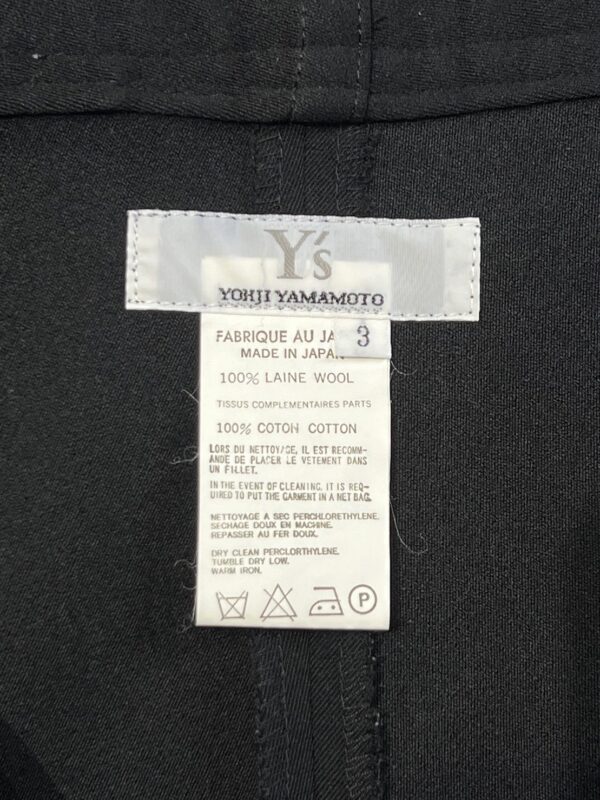 Y's
YOHJI YAMAMOTO
FABRIQUE AU JA
3
MADE IN JAPAN
100% LAINE WOOL
TISSUS COMPLEMENTAIRES PARTS
100% COTON COTTON
LORS DU NETTOY/GE, IL EST RECOMM-
ANDE DE PLACER LE VETEMENT DANS
UN FILLET.
IN THE EVENT OF CLEANING, IT IS REQ-
UIRED TO PUT THE GARMENT IN A NET BAG.
NETTOYAGE A SEC PERCHLORETHYLENE.
SECHAGE DOUX EN MACHINE.
REPASSER AU FER DOUX.
DRY CLEAN PERCLORTHYLENE.
TUMBLE DRY LOW.
WARM IRON.
P